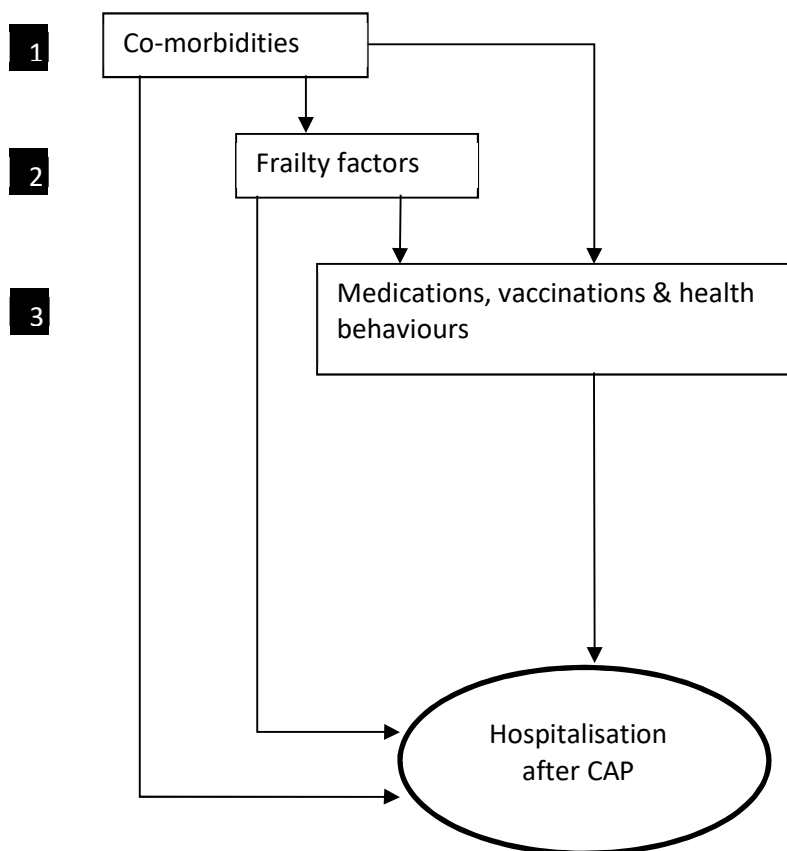 1
Co-morbidities
2
Frailty factors
3
Medications, vaccinations & health
behaviours
Hospitalisation
after CAP